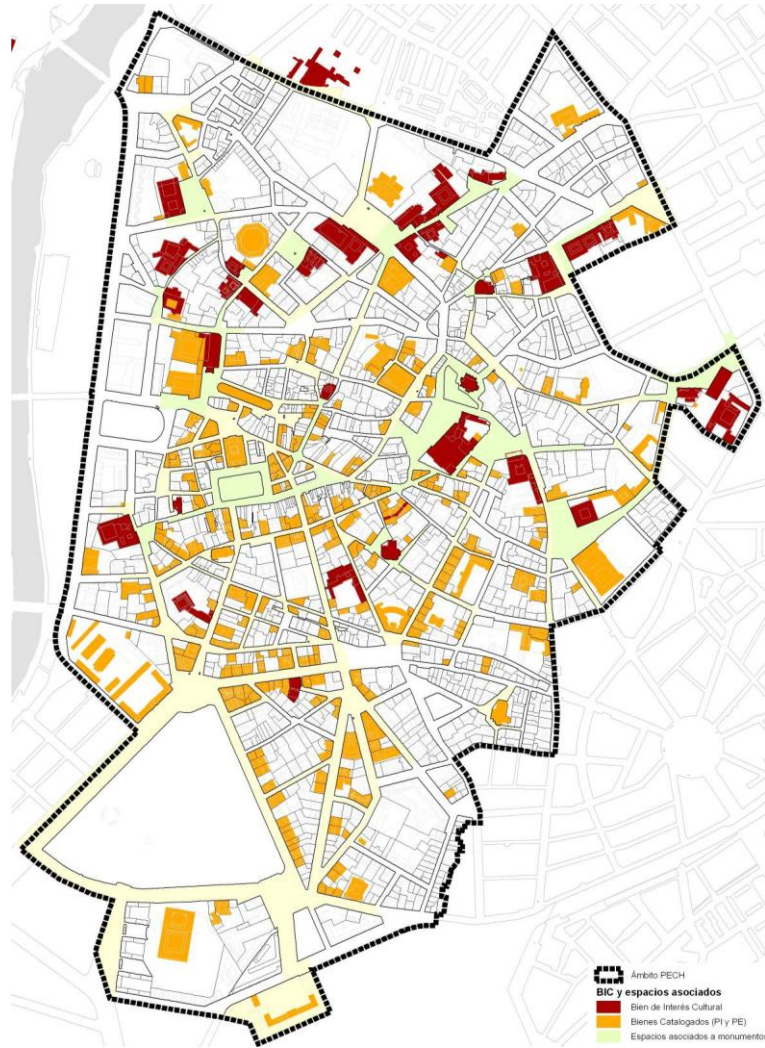 Ámbito PECH
BIC y espacios asociados
Bien de Interés Cultural
Bienes Catalogados (PI y PE)
Espacios asociados a monumentos